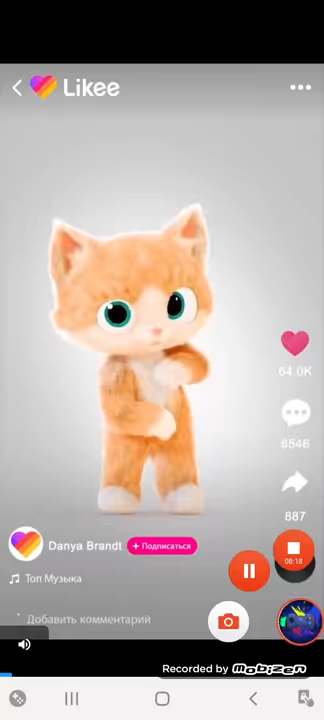 Likee
64.0K
6546
887
Danya Brandt
+ Подписаться
08:18
Топ Музыка
Добавить комментарий
Recorded by Mobizen